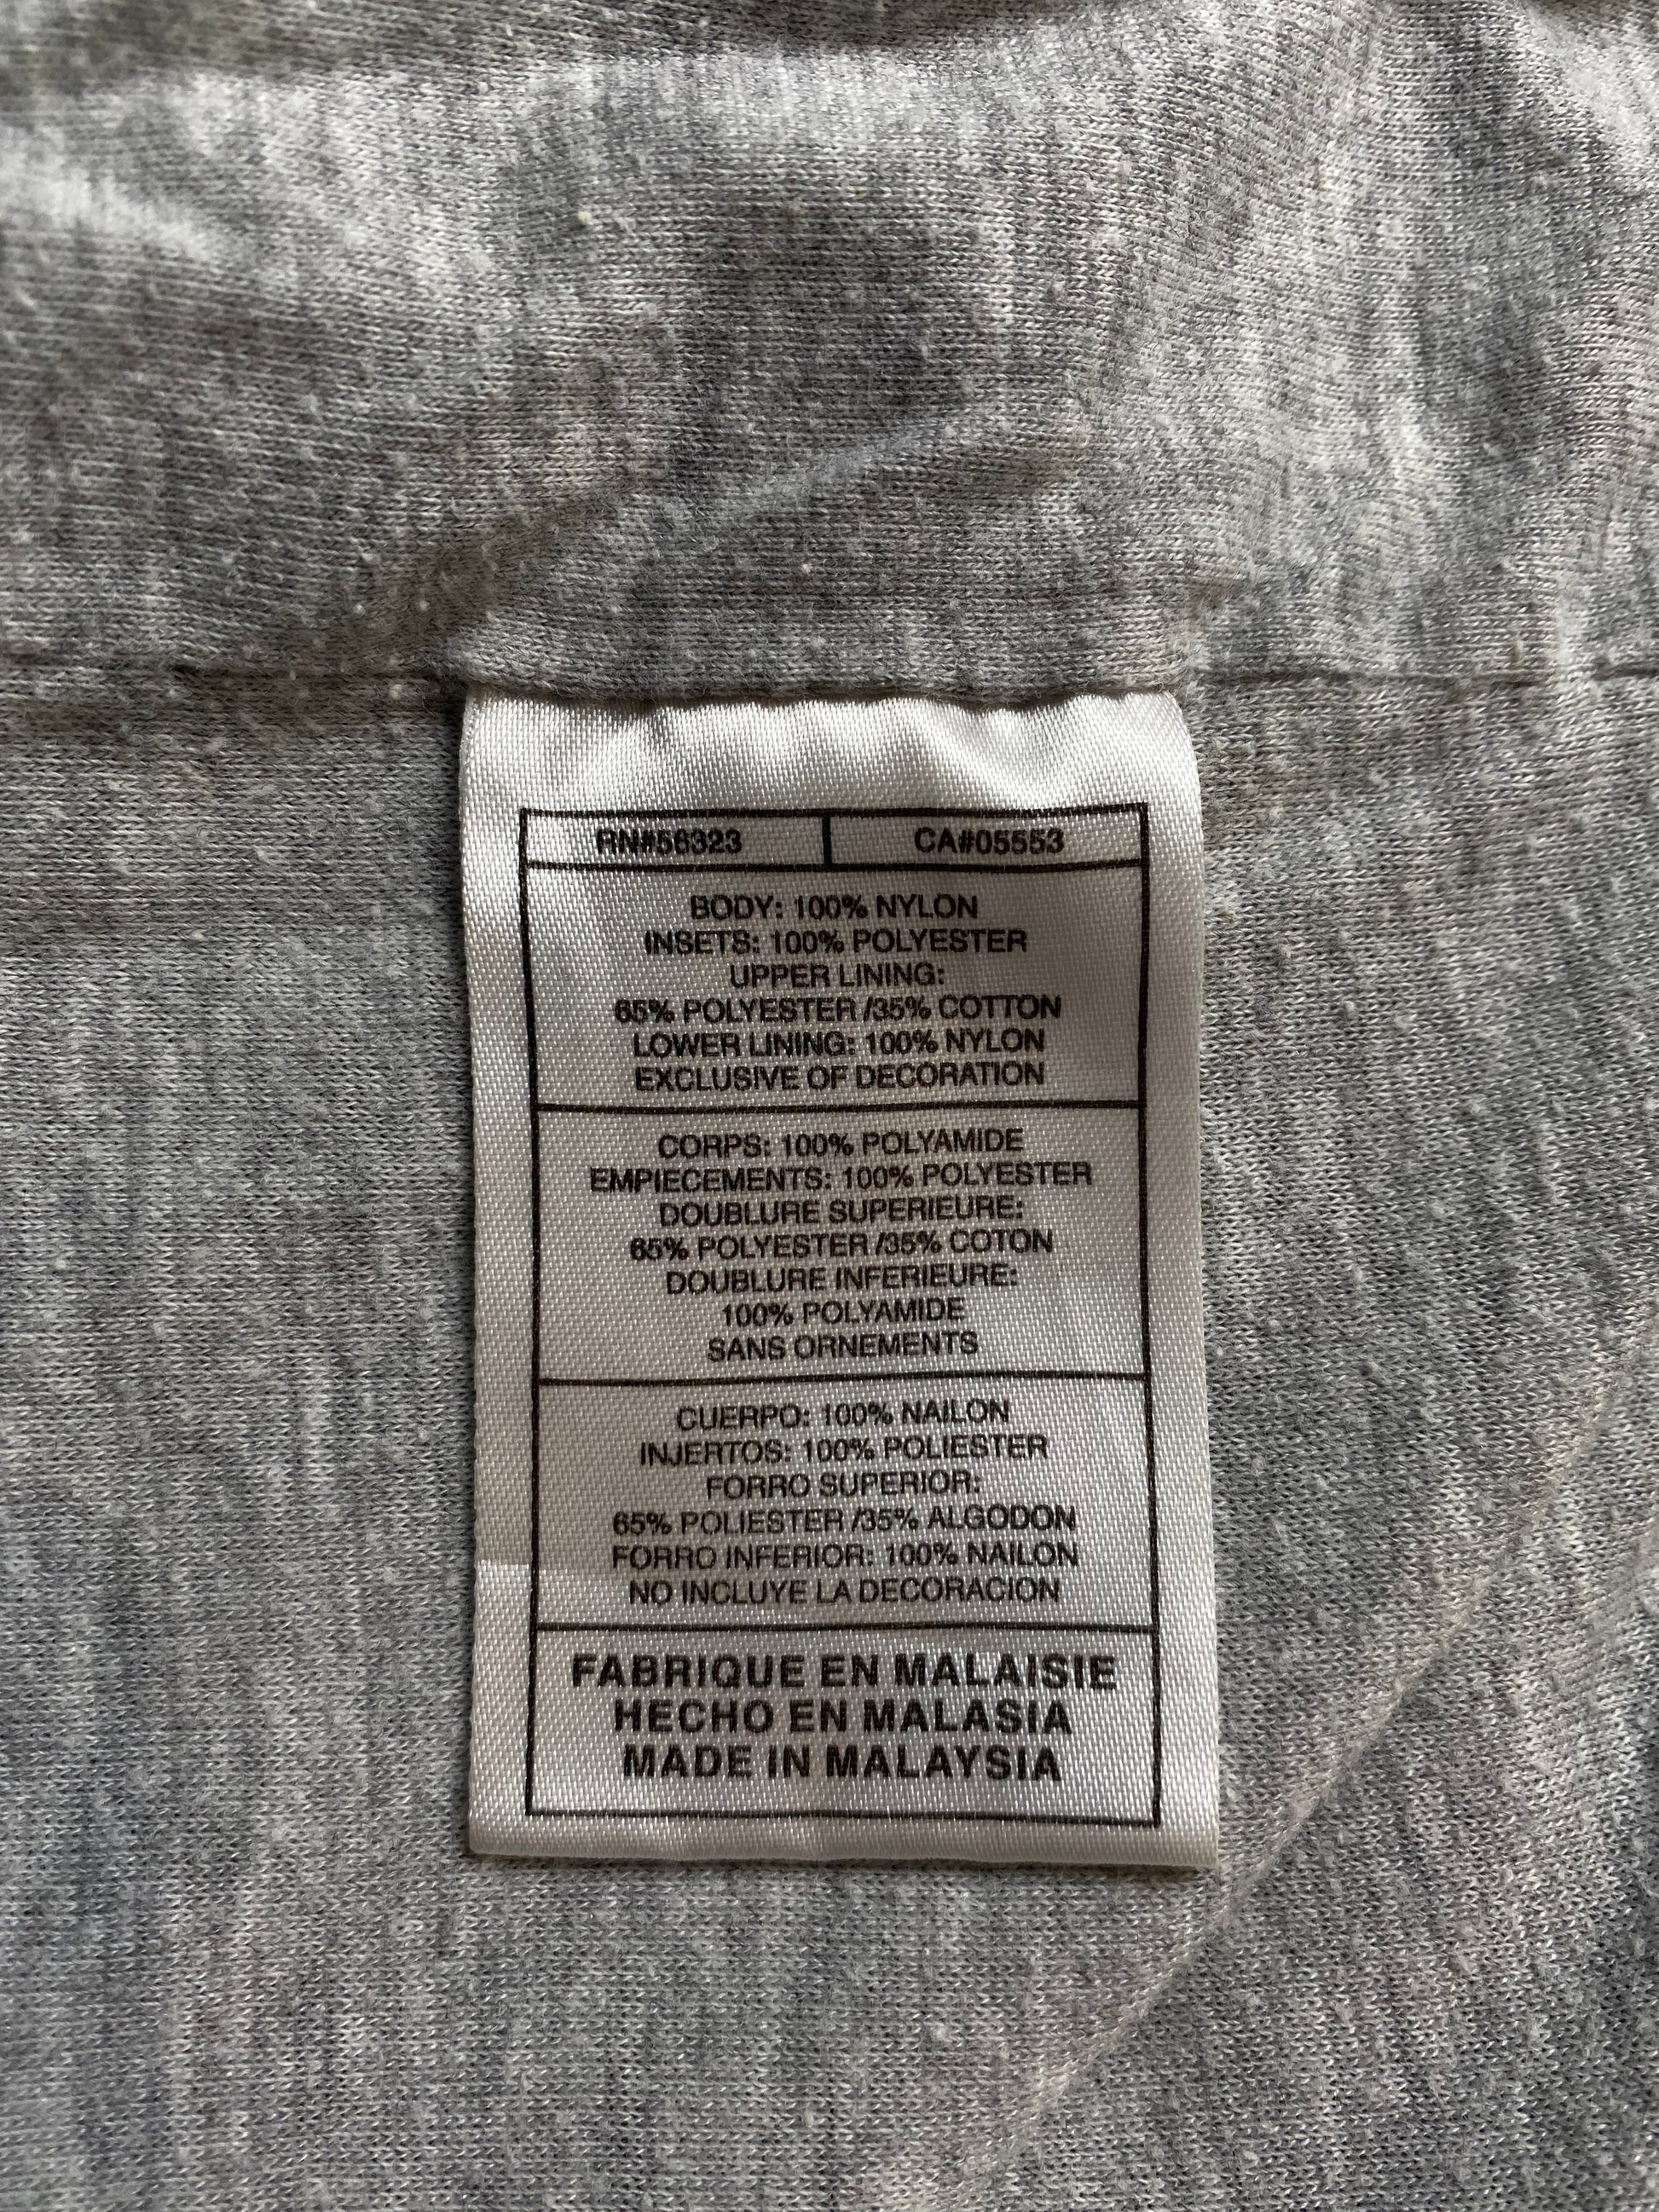 RN#56323 CA#05553
BODY: 100% NYLON
INSETS: 100% POLYESTER
UPPER LINING:
65% POLYESTER /35% COTTON
LOWER LINING: 100% NYLON
EXCLUSIVE OF DECORATION
CORPS: 100% POLYAMIDE
EMPIECEMENTS: 100% POLYESTER
DOUBLURE SUPERIEURE:
65% POLYESTER /35% COTON
DOUBLURE INFERIEURE:
100% POLYAMIDE
SANS ORNEMENTS
CUERPO: 100% NAILON
INJERTOS: 100% POLIESTER
FORRO SUPERIOR:
65% POLIESTER /35% ALGODON
FORRO INFERIOR: 100% NAILON
NO INCLUYE LA DECORACION
FABRIQUE EN MALAISIE
HECHO EN MALASIA
MADE IN MALAYSIA